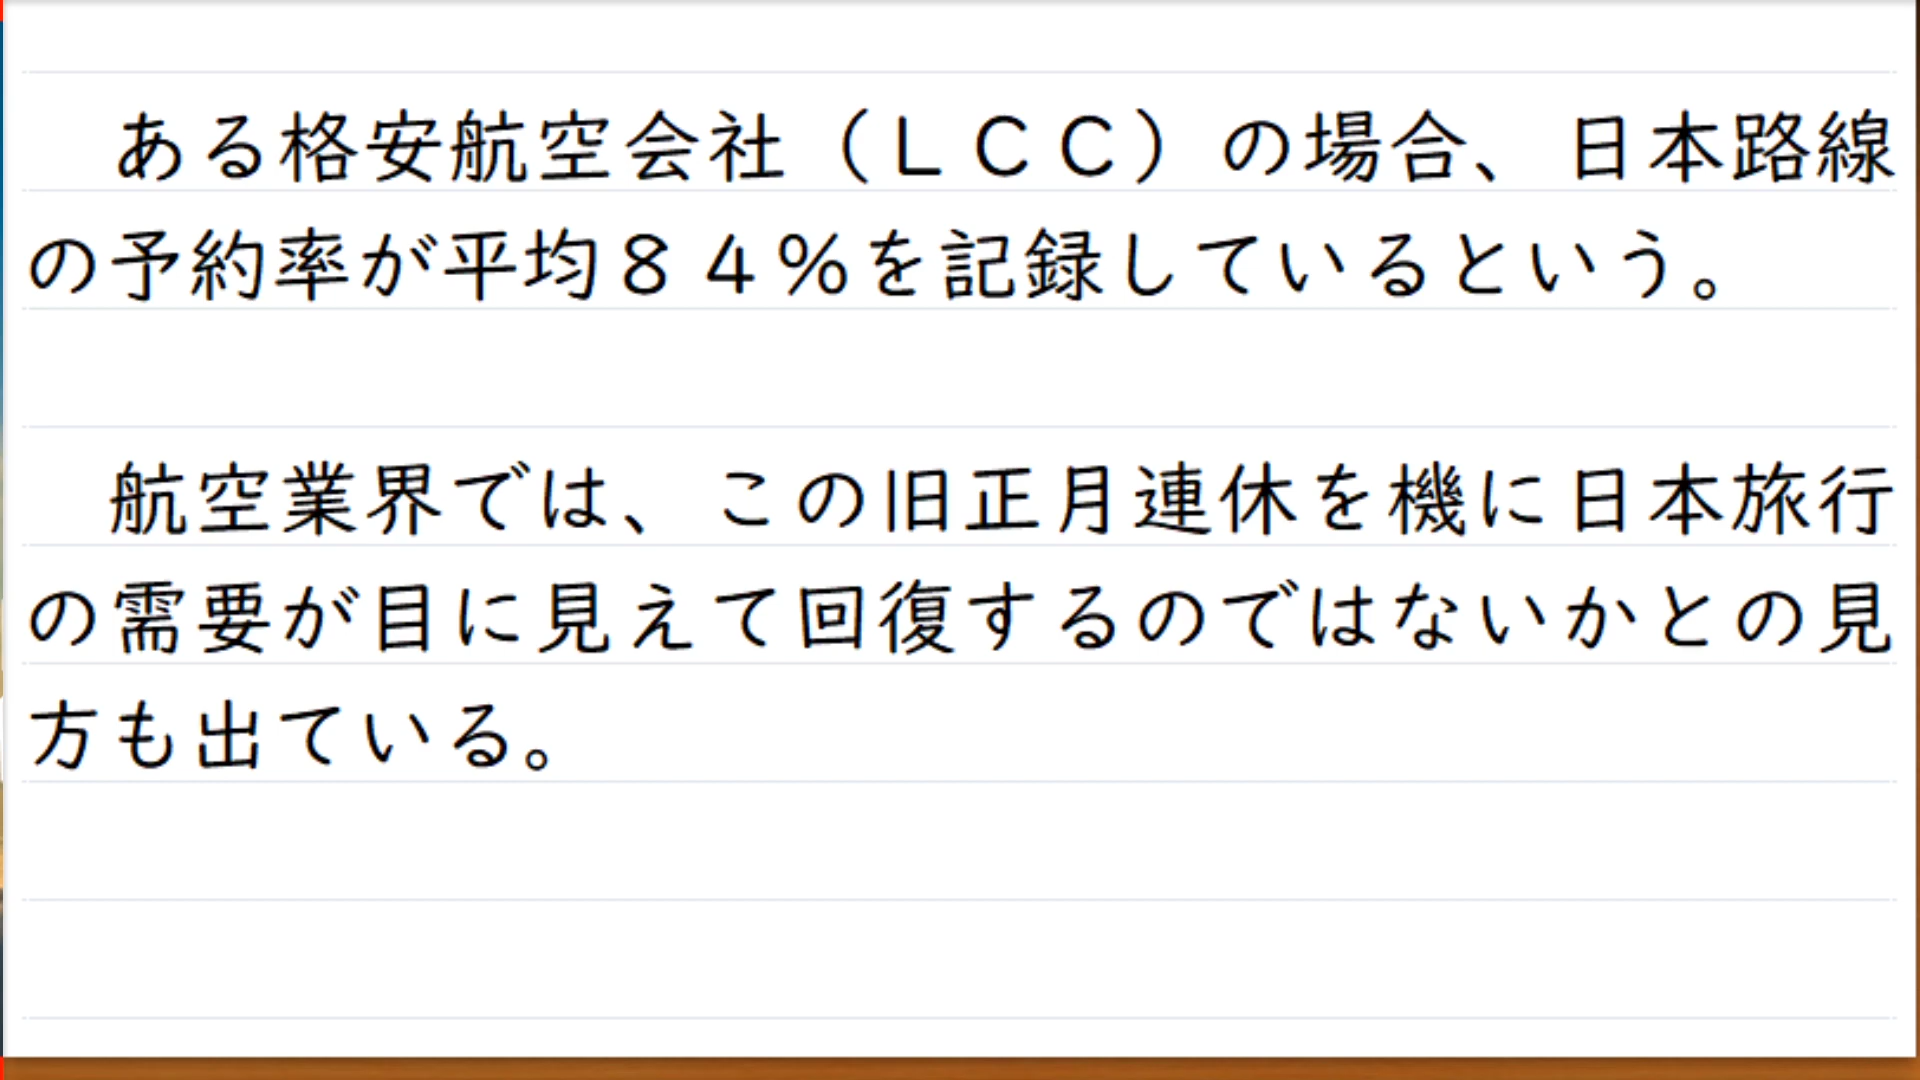 ある格安航空会社（ＬＣＣ）の場合、日本路線
の予約率が平均８４％を記録しているという。
航空業界では、この旧正月連休を機に日本旅行
の需要が目に見えて回復するのではないかとの見
方も出ている。